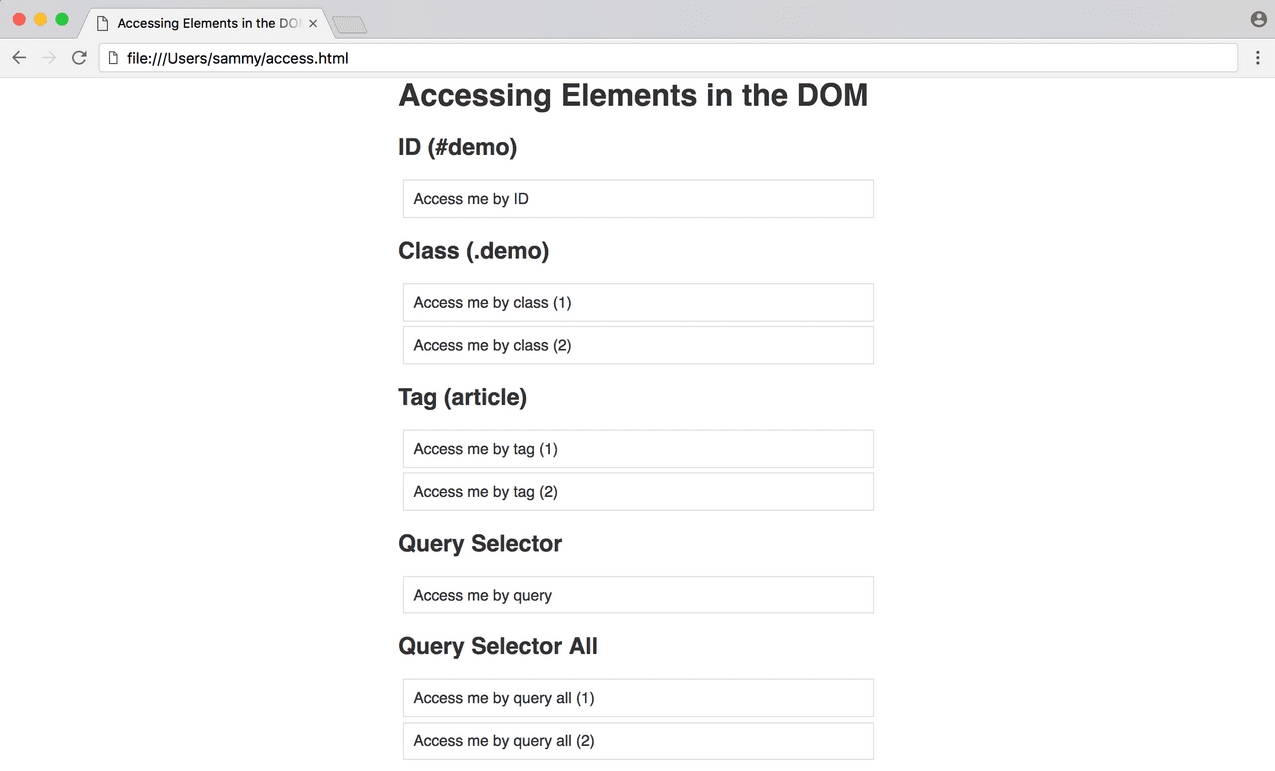 Accessing Elements in the DO
file:///Users/sammy/access.html
Accessing Elements in the DOM
ID (#demo)
Access me by ID
Class (.demo)
Access me by class (1)
Access me by class (2)
Tag (article)
Access me by tag (1)
Access me by tag (2)
Query Selector
Access me by query
Query Selector All
Access me by query all (1)
Access me by query all (2)